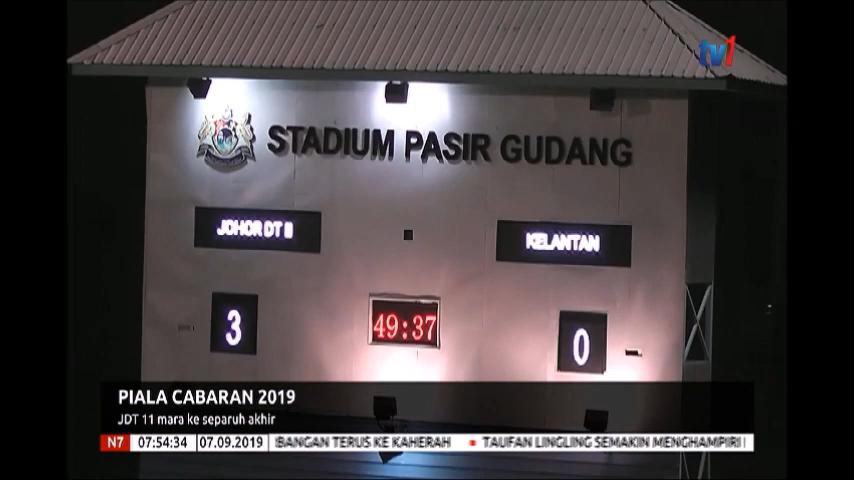 tv1
STADIUM PASIR GUDANG
JOHOR DT II
KELANTAN
3
49:37
0
PIALA CABARAN 2019
JDT 11 mara ke separuh akhir
N7 07:54:34 07.09.2019 BANGAN TERUS KE KAHERAH ▪ TAUFAN LINGLING SEMAKIN MENGHAMPIRI